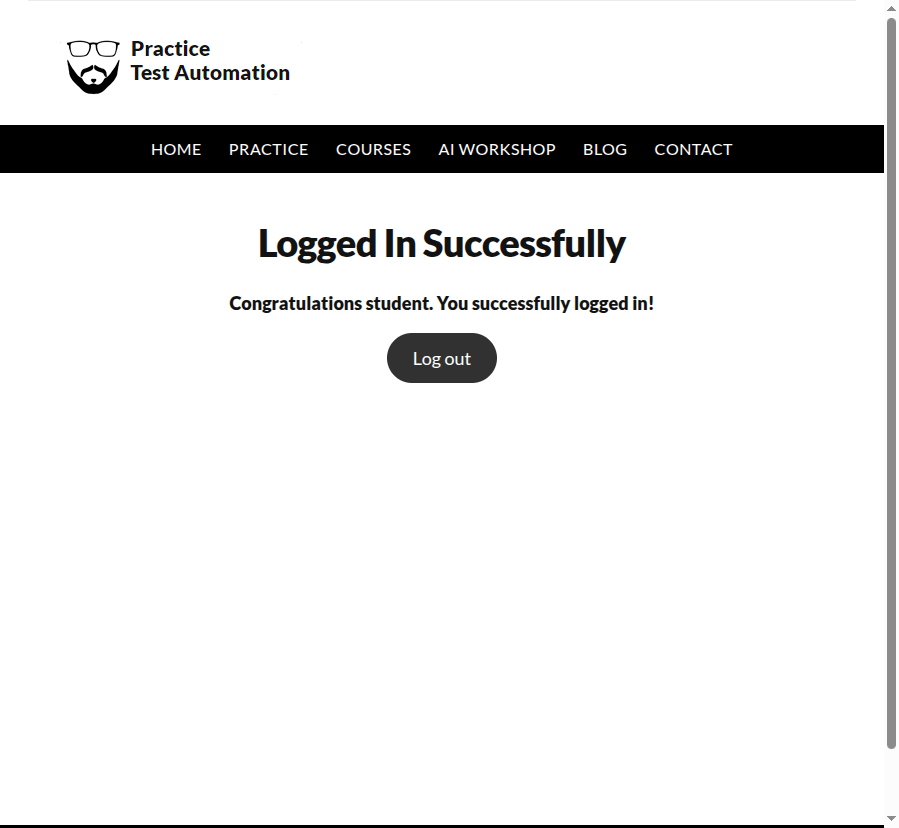 Practice
Test Automation
HOME PRACTICE COURSES AI WORKSHOP BLOG CONTACT
Logged In Successfully
Congratulations student. You successfully logged in!
Log out